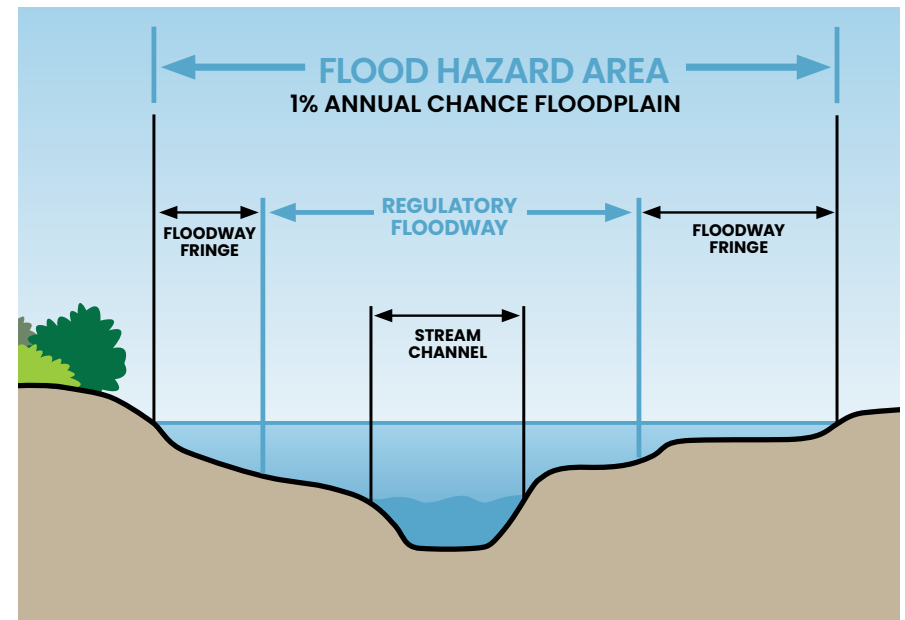 FLOOD HAZARD AREA
1% ANNUAL CHANCE FLOODPLAIN
REGULATORY
FLOODWAY
FLOODWAY
FRINGE
FLOODWAY
FRINGE
STREAM
CHANNEL